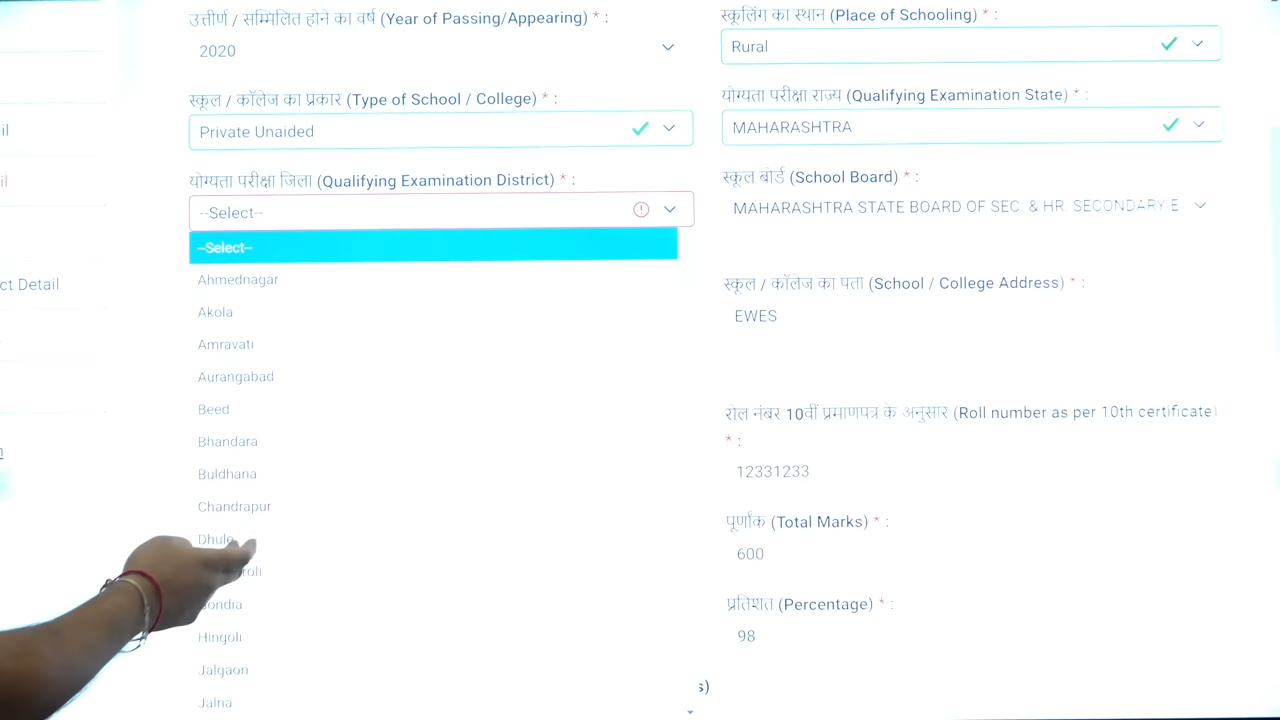 उत्तीर्ण / सम्मिलित होने का वर्ष (Year of Passing/Appearing) * :
2020
स्कूल / कॉलेज का प्रकार (Type of School / College) * :
Private Unaided
योग्यता परीक्षा जिला (Qualifying Examination District) * :
--Select--
--Select--
Ahmednagar
Akola
Amravati
Aurangabad
Beed
Bhandara
Buldhana
Chandrapur
Dhule
Hingoli
Jalgaon
Jalna
स्कूलिंग का स्थान (Place of Schooling) * :
Rural
योग्यता परीक्षा राज्य (Qualifying Examination State) * :
MAHARASHTRA
स्कूल बोर्ड (School Board) * :
MAHARASHTRA STATE BOARD OF SEC. & HR. SECONDARY E
स्कूल / कॉलेज का पता (School / College Address) * :
EWES
रोल नंबर 10वीं प्रमाणपत्र के अनुसार (Roll number as per 10th certificate)
* :
12331233
पूर्णांक (Total Marks) * :
600
प्रतिशत (Percentage) * :
98
s)
ct Detail